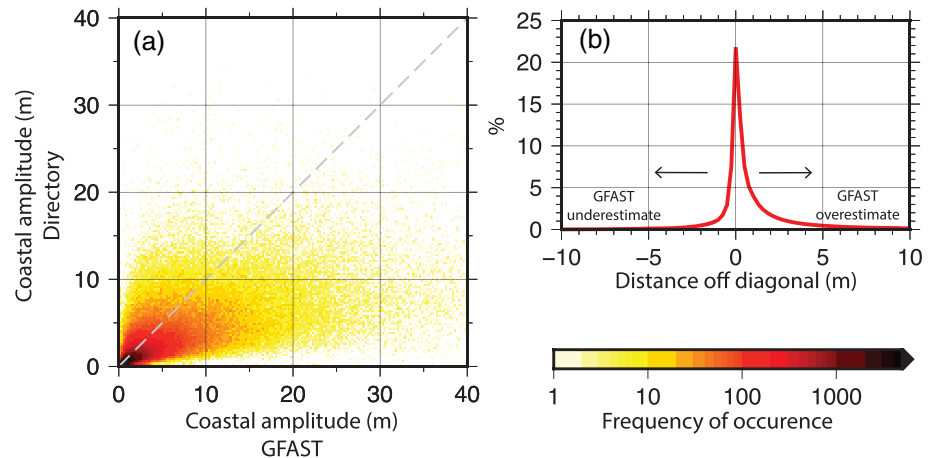 (a)
Coastal amplitude (m)
Directory
40
30
20
10
0
0 10 20 30 40
Coastal amplitude (m)
GFAST
(b)
%
25
20
15
10
5
0
GFAST
underestimate
GFAST
overestimate
−10 −5 0 5 10
Distance off diagonal (m)
1 10 100 1000
Frequency of occurence